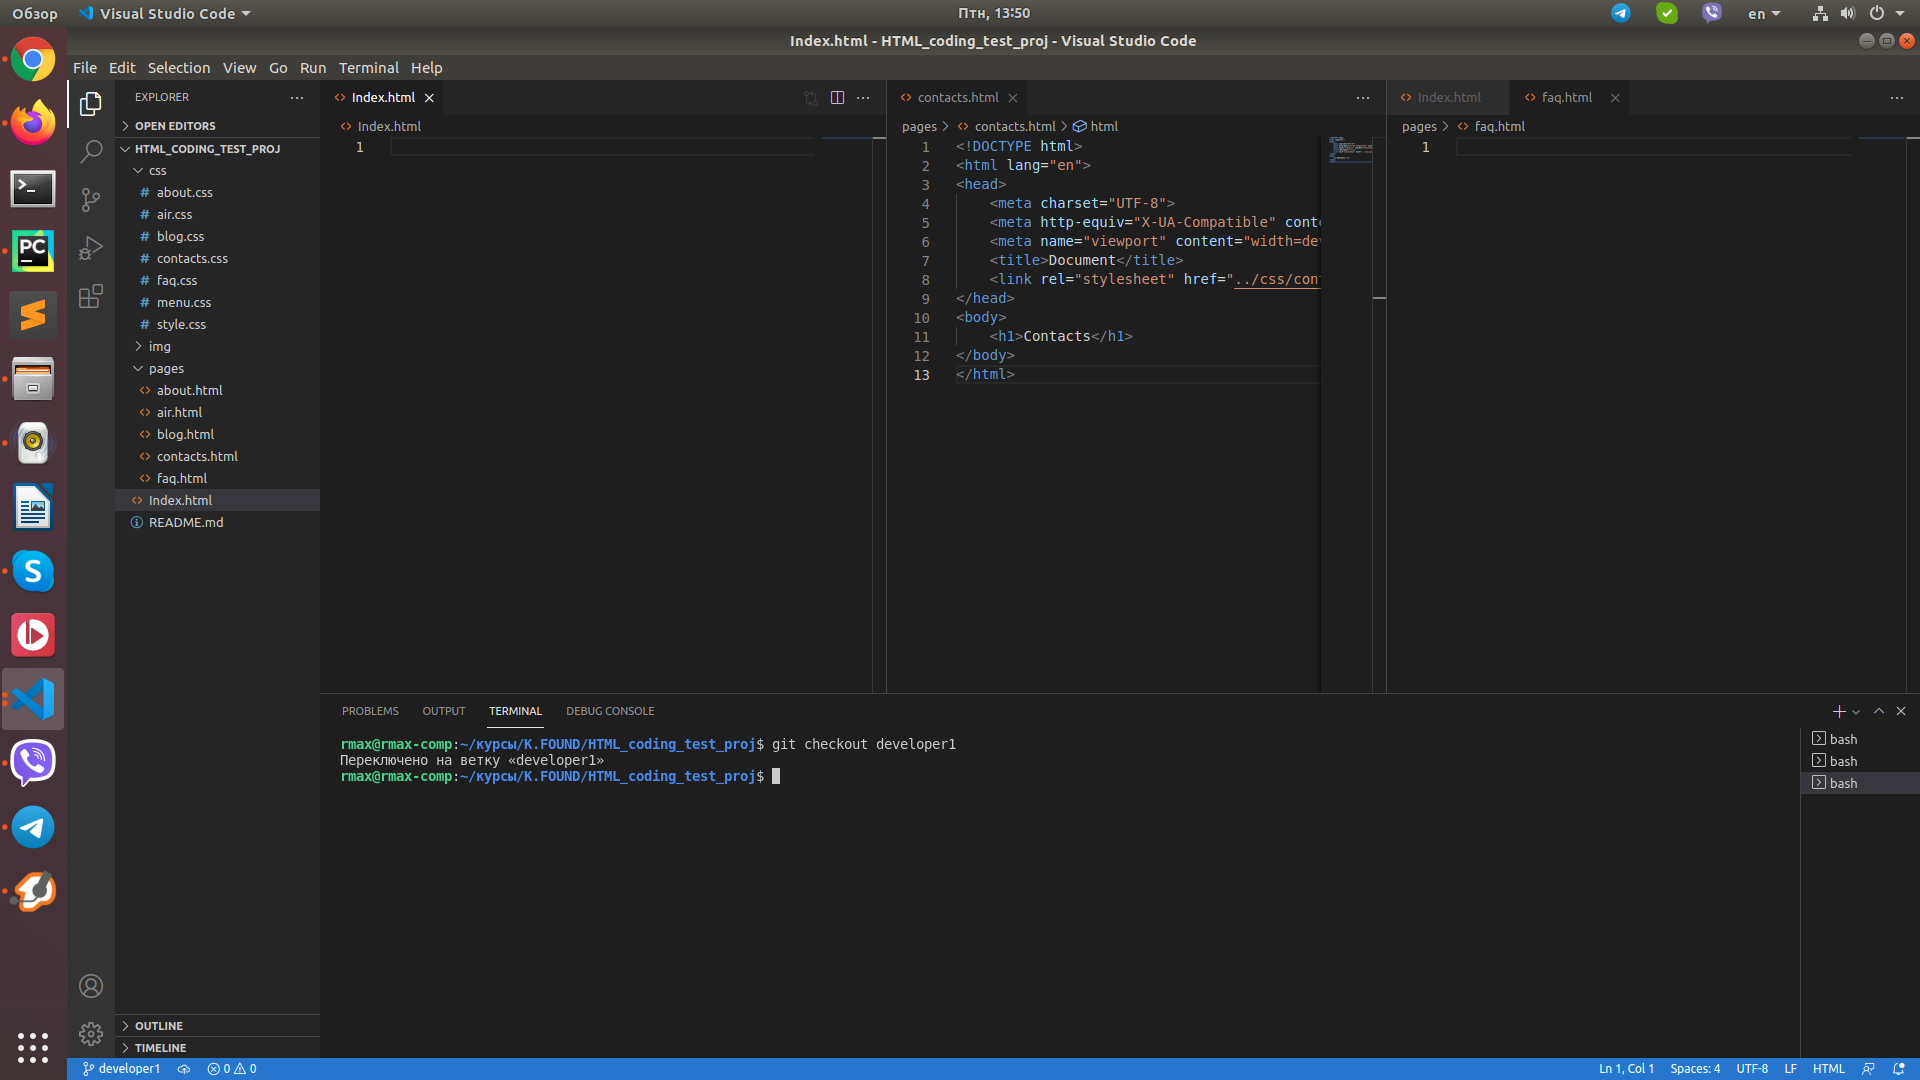 Обзор
Visual Studio Code
Птн, 13:50
en
Index.html - HTML_coding_test_proj - Visual Studio Code
File Edit Selection View Go Run Terminal Help
EXPLORER
OPEN EDITORS
HTML_CODING_TEST_PROJ
css
# about.css
# air.css
# blog.css
# contacts.css
# faq.css
# menu.css
# style.css
img
pages
<> about.html
<> air.html
<> blog.html
<> contacts.html
<> faq.html
<> Index.html
README.md
OUTLINE
TIMELINE
<> Index.html
<> Index.html
1
<> contacts.html
pages > <> contacts.html > html
1 <!DOCTYPE html>
2 <html lang="en">
3 <head>
4 <meta charset="UTF-8">
5 <meta http-equiv="X-UA-Compatible" conte
6 <meta name="viewport" content="width=dev
7 <title>Document</title>
8 <link rel="stylesheet" href="../css/cont
9 </head>
10 <body>
11 <h1>Contacts</h1>
12 </body>
13 </html>
<> Index.html <> faq.html
pages > <> faq.html
1
PROBLEMS OUTPUT TERMINAL DEBUG CONSOLE
rmax@rmax-comp:~/курсы/K.FOUND/HTML_coding_test_proj$ git checkout developer1
Переключено на ветку «developer1»
rmax@rmax-comp:~/курсы/K.FOUND/HTML_coding_test_proj$
bash
bash
bash
developer1 0 0
Ln 1, Col 1 Spaces: 4 UTF-8 LF HTML
PC
S